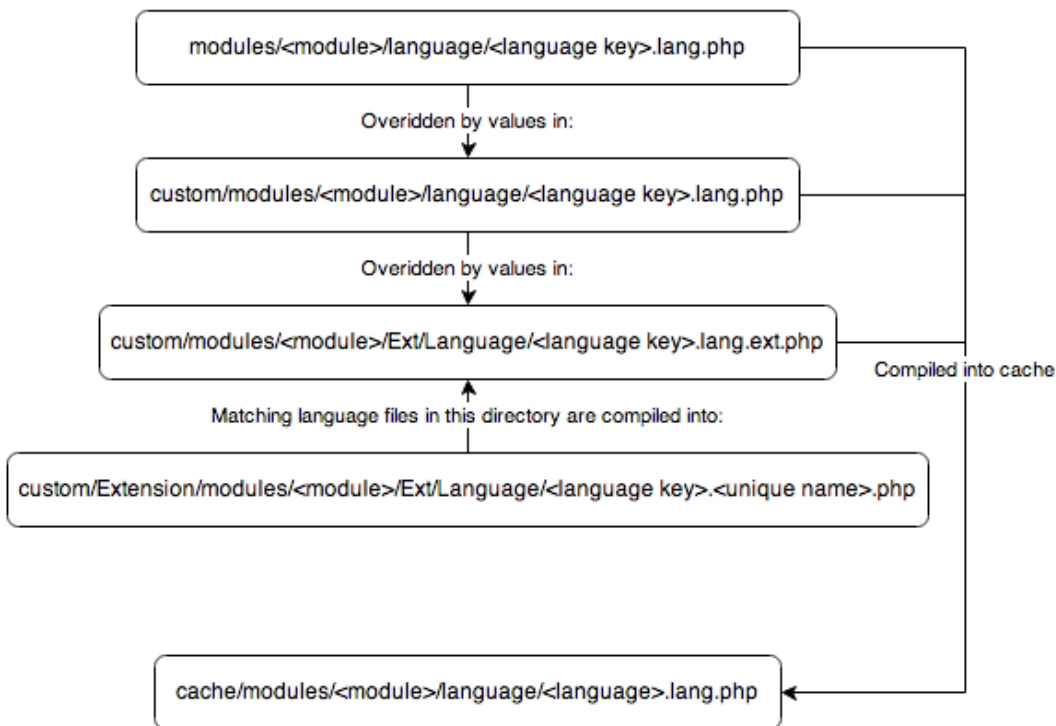 modules/<module>/language/<language key>.lang.php
Overidden by values in:
custom/modules/<module>/language/<language key>.lang.php
Overidden by values in:
custom/modules/<module>/Ext/Language/<language key>.lang.ext.php
Compiled into cache
Matching language files in this directory are compiled into:
custom/Extension/modules/<module>/Ext/Language/<language key>.<unique name>.php
cache/modules/<module>/language/<language>.lang.php